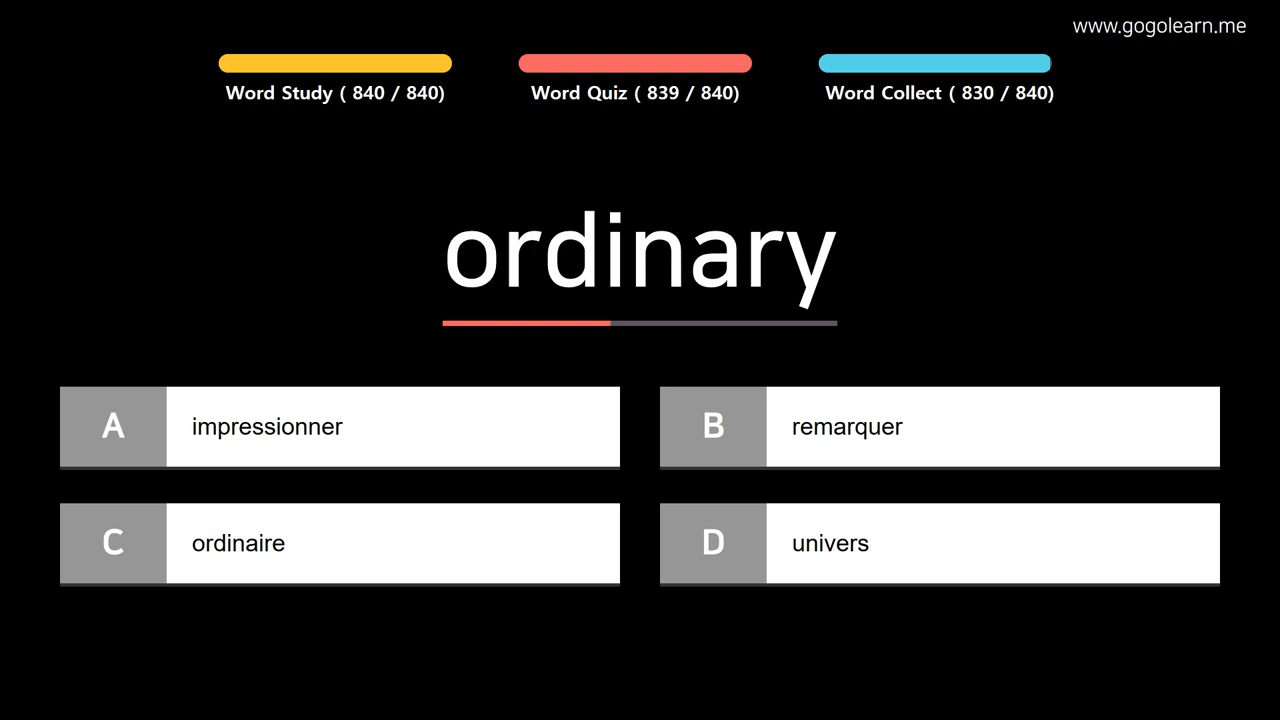 www.gogolearn.me
Word Study ( 840 / 840)
Word Quiz ( 839 / 840)
Word Collect ( 830 / 840)
ordinary
A impressionner
B remarquer
C ordinaire
D univers